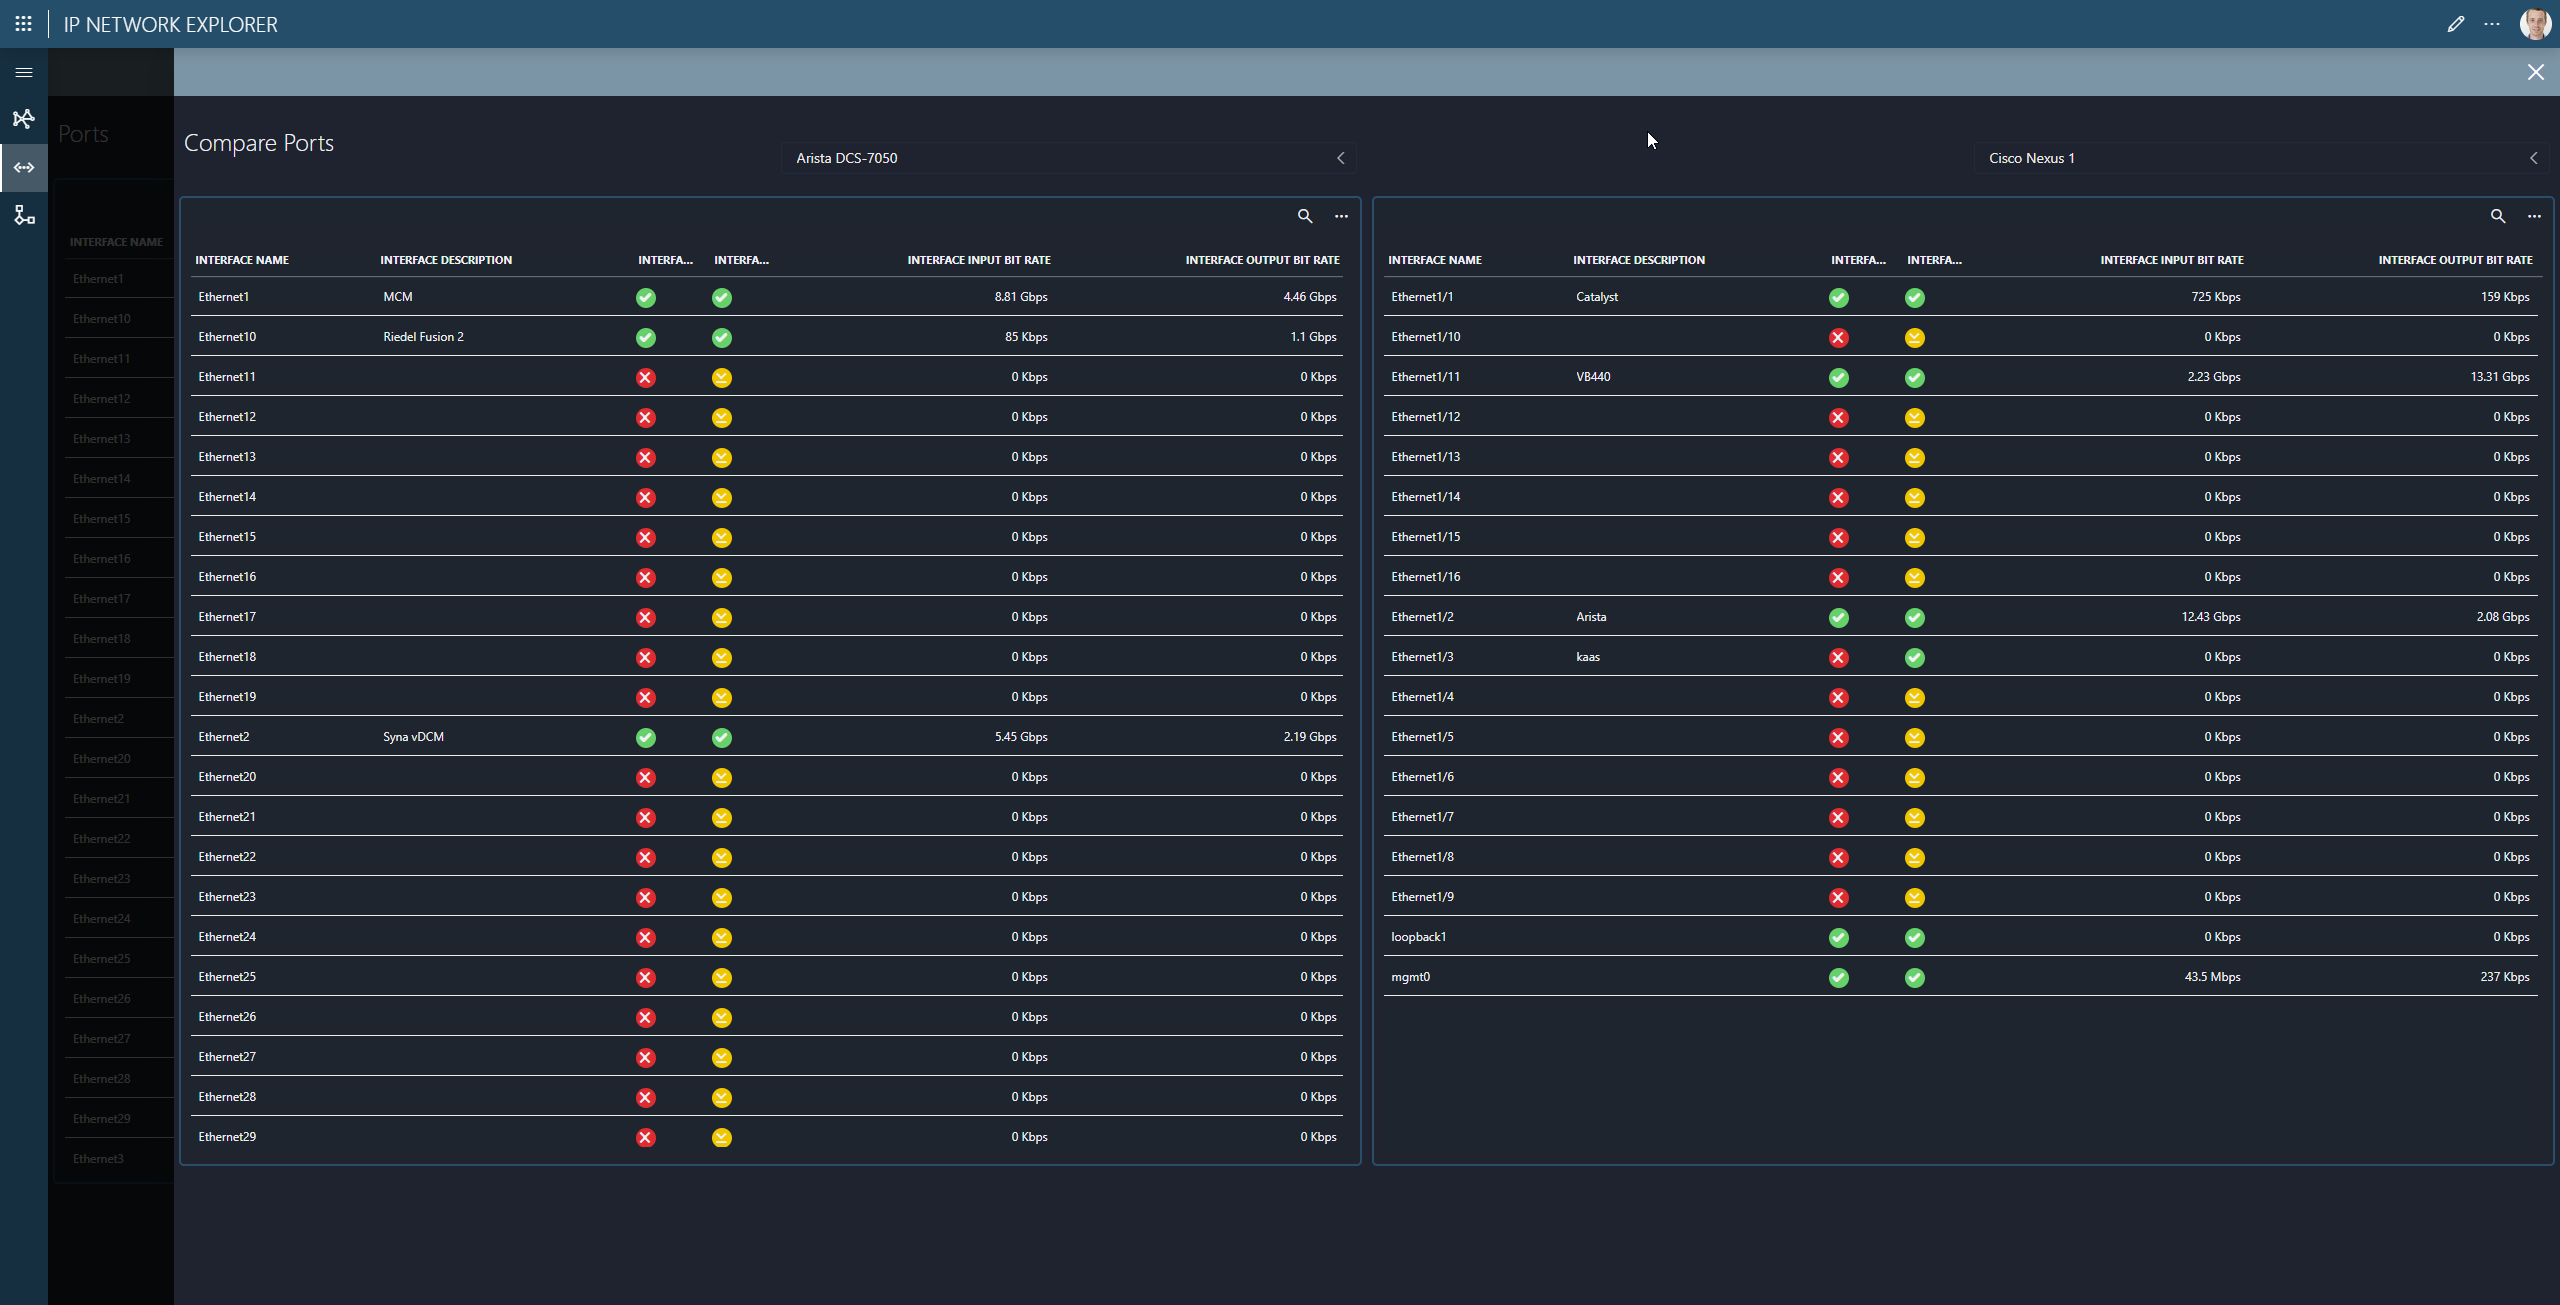 IP NETWORK EXPLORER
Ports
INTERFACE NAME
Ethernet1
Ethernet10
Ethernet11
Ethernet12
Ethernet13
Ethernet14
Ethernet15
Ethernet16
Ethernet17
Ethernet18
Ethernet19
Ethernet2
Ethernet20
Ethernet21
Ethernet22
Ethernet23
Ethernet24
Ethernet25
Ethernet26
Ethernet27
Ethernet28
Ethernet29
Ethernet3
Compare Ports
Arista DCS-7050
INTERFACE NAME INTERFACE DESCRIPTION INTERFA... INTERFA... INTERFACE INPUT BIT RATE INTERFACE OUTPUT BIT RATE
Ethernet1 MCM 8.81 Gbps 4.46 Gbps
Ethernet10 Riedel Fusion 2 85 Kbps 1.1 Gbps
Ethernet11 0 Kbps 0 Kbps
Ethernet12 0 Kbps 0 Kbps
Ethernet13 0 Kbps 0 Kbps
Ethernet14 0 Kbps 0 Kbps
Ethernet15 0 Kbps 0 Kbps
Ethernet16 0 Kbps 0 Kbps
Ethernet17 0 Kbps 0 Kbps
Ethernet18 0 Kbps 0 Kbps
Ethernet19 0 Kbps 0 Kbps
Ethernet2 Syna vDCM 5.45 Gbps 2.19 Gbps
Ethernet20 0 Kbps 0 Kbps
Ethernet21 0 Kbps 0 Kbps
Ethernet22 0 Kbps 0 Kbps
Ethernet23 0 Kbps 0 Kbps
Ethernet24 0 Kbps 0 Kbps
Ethernet25 0 Kbps 0 Kbps
Ethernet26 0 Kbps 0 Kbps
Ethernet27 0 Kbps 0 Kbps
Ethernet28 0 Kbps 0 Kbps
Ethernet29 0 Kbps 0 Kbps
Cisco Nexus 1
INTERFACE NAME INTERFACE DESCRIPTION INTERFA... INTERFA... INTERFACE INPUT BIT RATE INTERFACE OUTPUT BIT RATE
Ethernet1/1 Catalyst 725 Kbps 159 Kbps
Ethernet1/10 0 Kbps 0 Kbps
Ethernet1/11 VB440 2.23 Gbps 13.31 Gbps
Ethernet1/12 0 Kbps 0 Kbps
Ethernet1/13 0 Kbps 0 Kbps
Ethernet1/14 0 Kbps 0 Kbps
Ethernet1/15 0 Kbps 0 Kbps
Ethernet1/16 0 Kbps 0 Kbps
Ethernet1/2 Arista 12.43 Gbps 2.08 Gbps
Ethernet1/3 kaas 0 Kbps 0 Kbps
Ethernet1/4 0 Kbps 0 Kbps
Ethernet1/5 0 Kbps 0 Kbps
Ethernet1/6 0 Kbps 0 Kbps
Ethernet1/7 0 Kbps 0 Kbps
Ethernet1/8 0 Kbps 0 Kbps
Ethernet1/9 0 Kbps 0 Kbps
loopback1 0 Kbps 0 Kbps
mgmt0 43.5 Mbps 237 Kbps